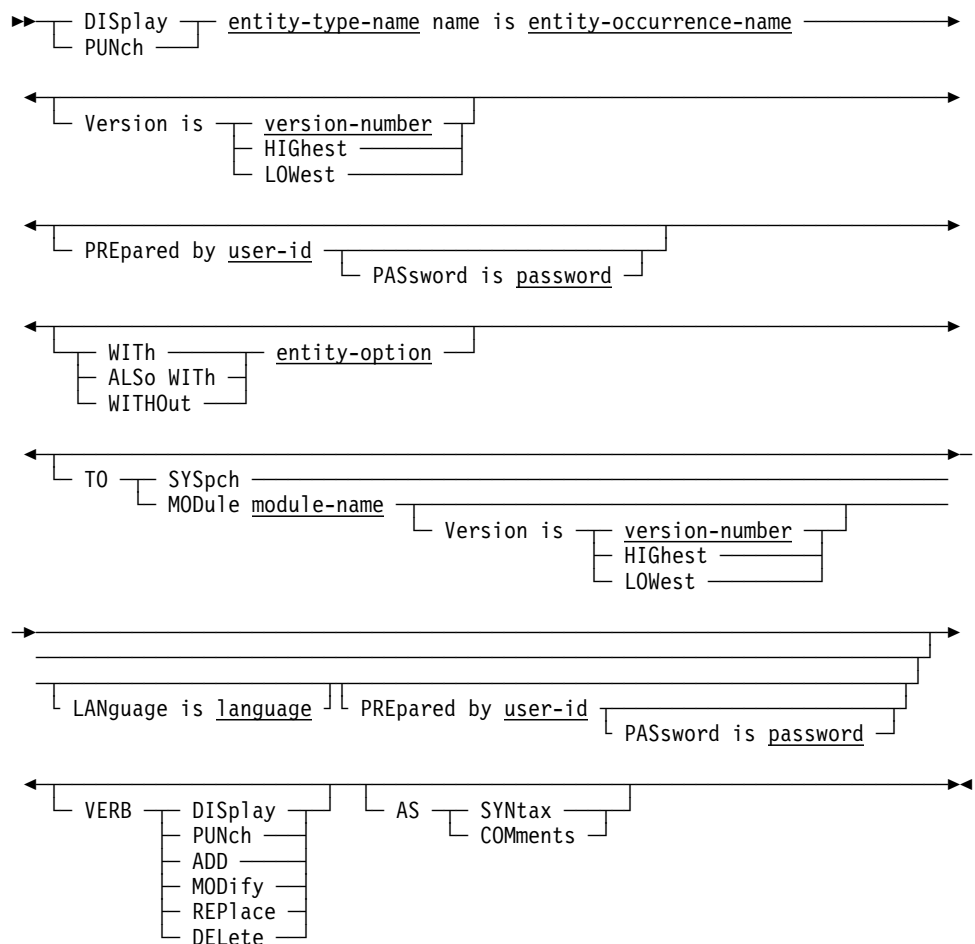 DISplay entity-type-name name is entity-occurrence-name
PUNch
Version is version-number
HIGhest
LOWest
PREpared by user-id
PASsword is password
WITh entity-option
ALSo WITh
WITHOut
TO SYSpch
MODule module-name
Version is version-number
HIGhest
LOWest
LANguage is language PREpared by user-id
PASsword is password
VERB DISplay AS SYNtax
PUNch COMments
ADD
MODify
REPlace
DELete